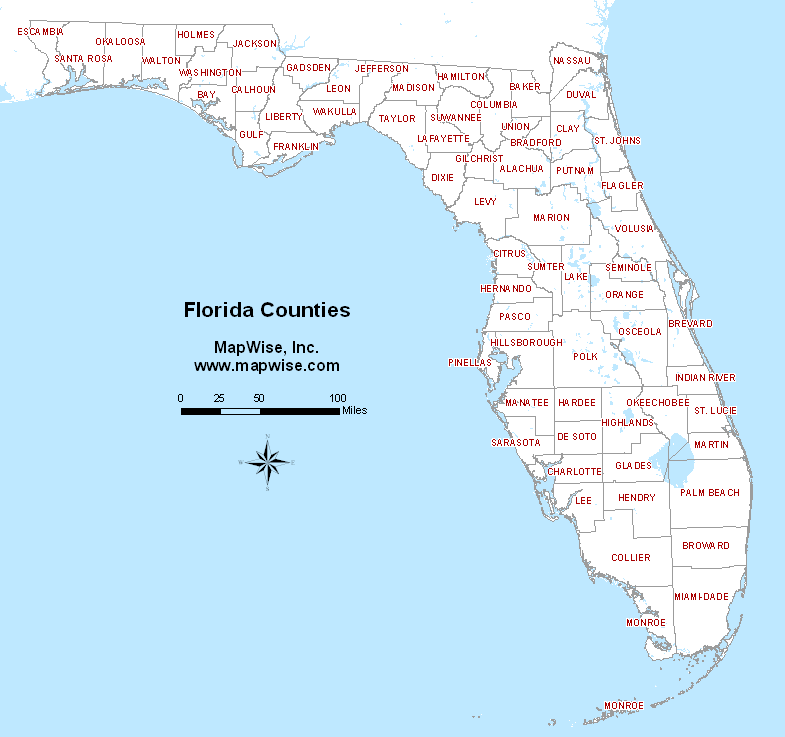 ESCAMBIA
SANTA ROSA
OKALOOSA
WALTON
HOLMES
WASHINGTON
BAY
JACKSON
CALHOUN
GULF
LIBERTY
GADSDEN
FRANKLIN
LEON
WAKULLA
JEFFERSON
MADISON
TAYLOR
HAMILTON
SUWANNEE
LAFAYETTE
DIXIE
COLUMBIA
GILCHRIST
BAKER
UNION
BRADFORD
ALACHUA
LEVY
NASSAU
DUVAL
CLAY
ST. JOHNS
PUTNAM
FLAGLER
MARION
VOLUSIA
CITRUS
SUMTER
LAKE
SEMINOLE
HERNANDO
ORANGE
PASCO
OSCEOLA
BREVARD
HILLSBOROUGH
PINELLAS
POLK
INDIAN RIVER
MANATEE
HARDEE
OKEECHOBEE
ST. LUCIE
HIGHLANDS
SARASOTA
DE SOTO
MARTIN
CHARLOTTE
GLADES
LEE
HENDRY
PALM BEACH
COLLIER
BROWARD
MIAMI-DADE
MONROE
MONROE
Florida Counties
MapWise, Inc.
www.mapwise.com
0 25 50 100
Miles
N
W E
S